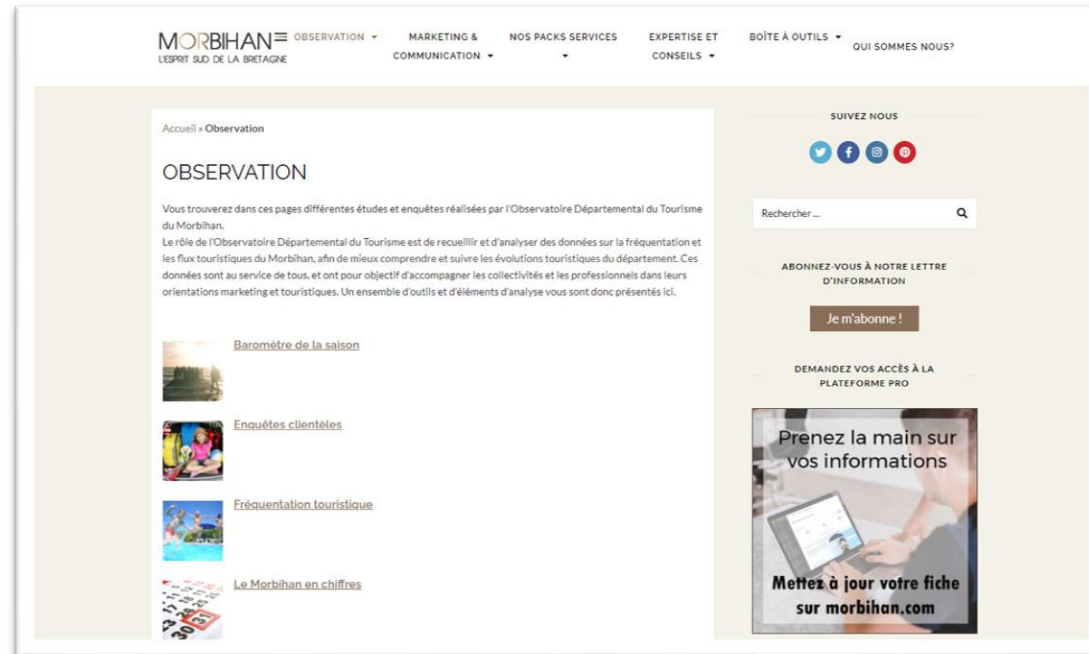 MORBIHAN
L'ESPRIT SUD DE LA BRETAGNE
OBSERVATION
MARKETING &
COMMUNICATION
NOS PACKS SERVICES
EXPERTISE ET
CONSEILS
BOÎTE À OUTILS
QUI SOMMES NOUS?
Accueil » Observation
OBSERVATION
Vous trouverez dans ces pages différentes études et enquêtes réalisées par l'Observatoire Départemental du Tourisme
du Morbihan.
Le rôle de l'Observatoire Départemental du Tourisme est de recueillir et d'analyser des données sur la fréquentation et
les flux touristiques du Morbihan, afin de mieux comprendre et suivre les évolutions touristiques du département. Ces
données sont au service de tous, et ont pour objectif d'accompagner les collectivités et les professionnels dans leurs
orientations marketing et touristiques. Un ensemble d'outils et d'éléments d'analyse vous sont donc présentés ici.
Baromètre de la saison
Enquêtes clientèles
Fréquentation touristique
Le Morbihan en chiffres
SUIVEZ NOUS
Rechercher ...
ABONNEZ-VOUS À NOTRE LETTRE
D'INFORMATION
Je m'abonne !
DEMANDEZ VOS ACCÈS À LA
PLATEFORME PRO
Prenez la main sur
vos informations
Mettez à jour votre fiche
sur morbihan.com